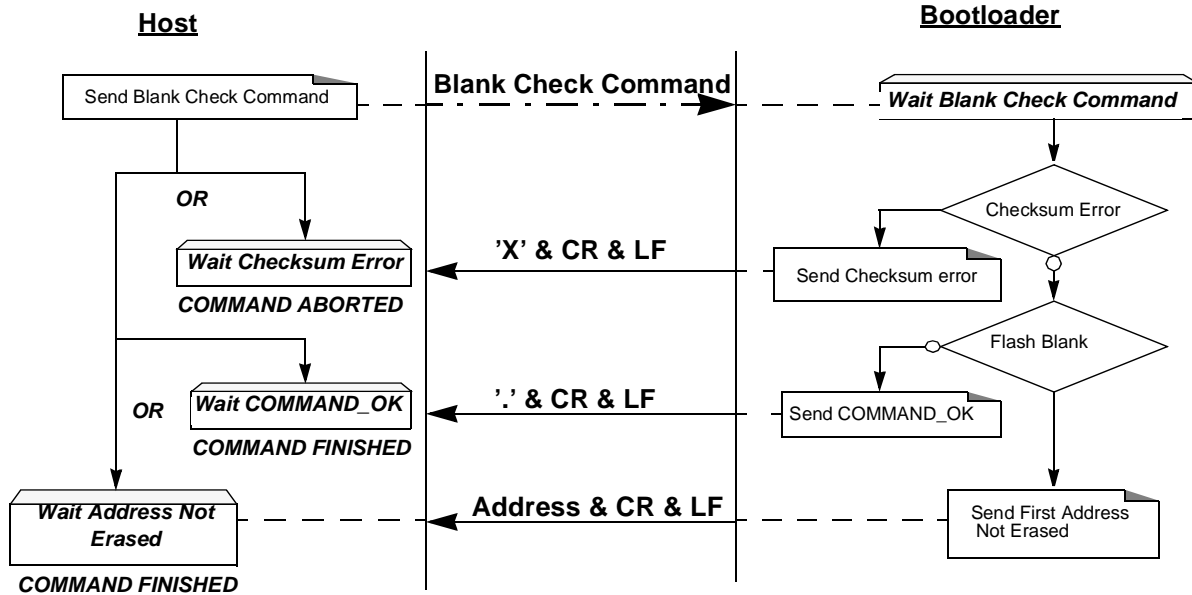 Host
Bootloader
Send Blank Check Command
Blank Check Command
Wait Blank Check Command
OR
Checksum Error
Wait Checksum Error
’X’ & CR & LF
Send Checksum error
COMMAND ABORTED
Flash Blank
OR
Wait COMMAND_OK
’.’ & CR & LF
Send COMMAND_OK
COMMAND FINISHED
Wait Address Not
Erased
Address & CR & LF
Send First Address
Not Erased
COMMAND FINISHED